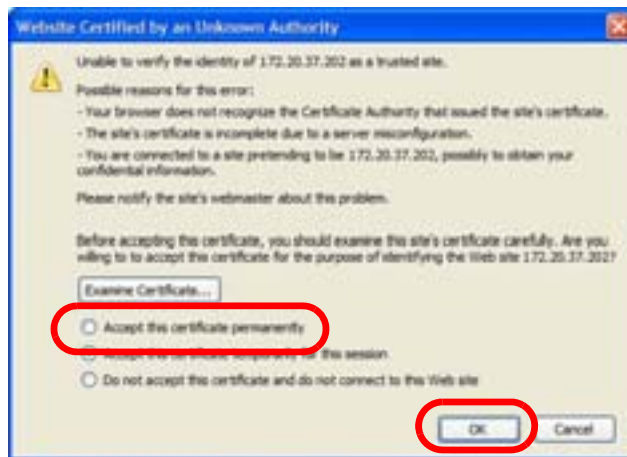 Website Certified by an Unknown Authority
Unable to verify the identity of 172.20.37.202 as a trusted site.
Possible reasons for this error:
- Your browser does not recognize the Certificate Authority that issued the site's certificate.
- The site's certificate is incomplete due to a server misconfiguration.
- You are connected to a site pretending to be 172.20.37.202, possibly to obtain your
confidential information.
Please notify the site's webmaster about this problem.
Before accepting this certificate, you should examine this site's certificate carefully. Are you
willing to to accept this certificate for the purpose of identifying the Web site 172.20.37.202?
Examine Certificate...
Accept this certificate permanently
Accept this certificate temporarily for this session
Do not accept this certificate and do not connect to this Web site
OK
Cancel